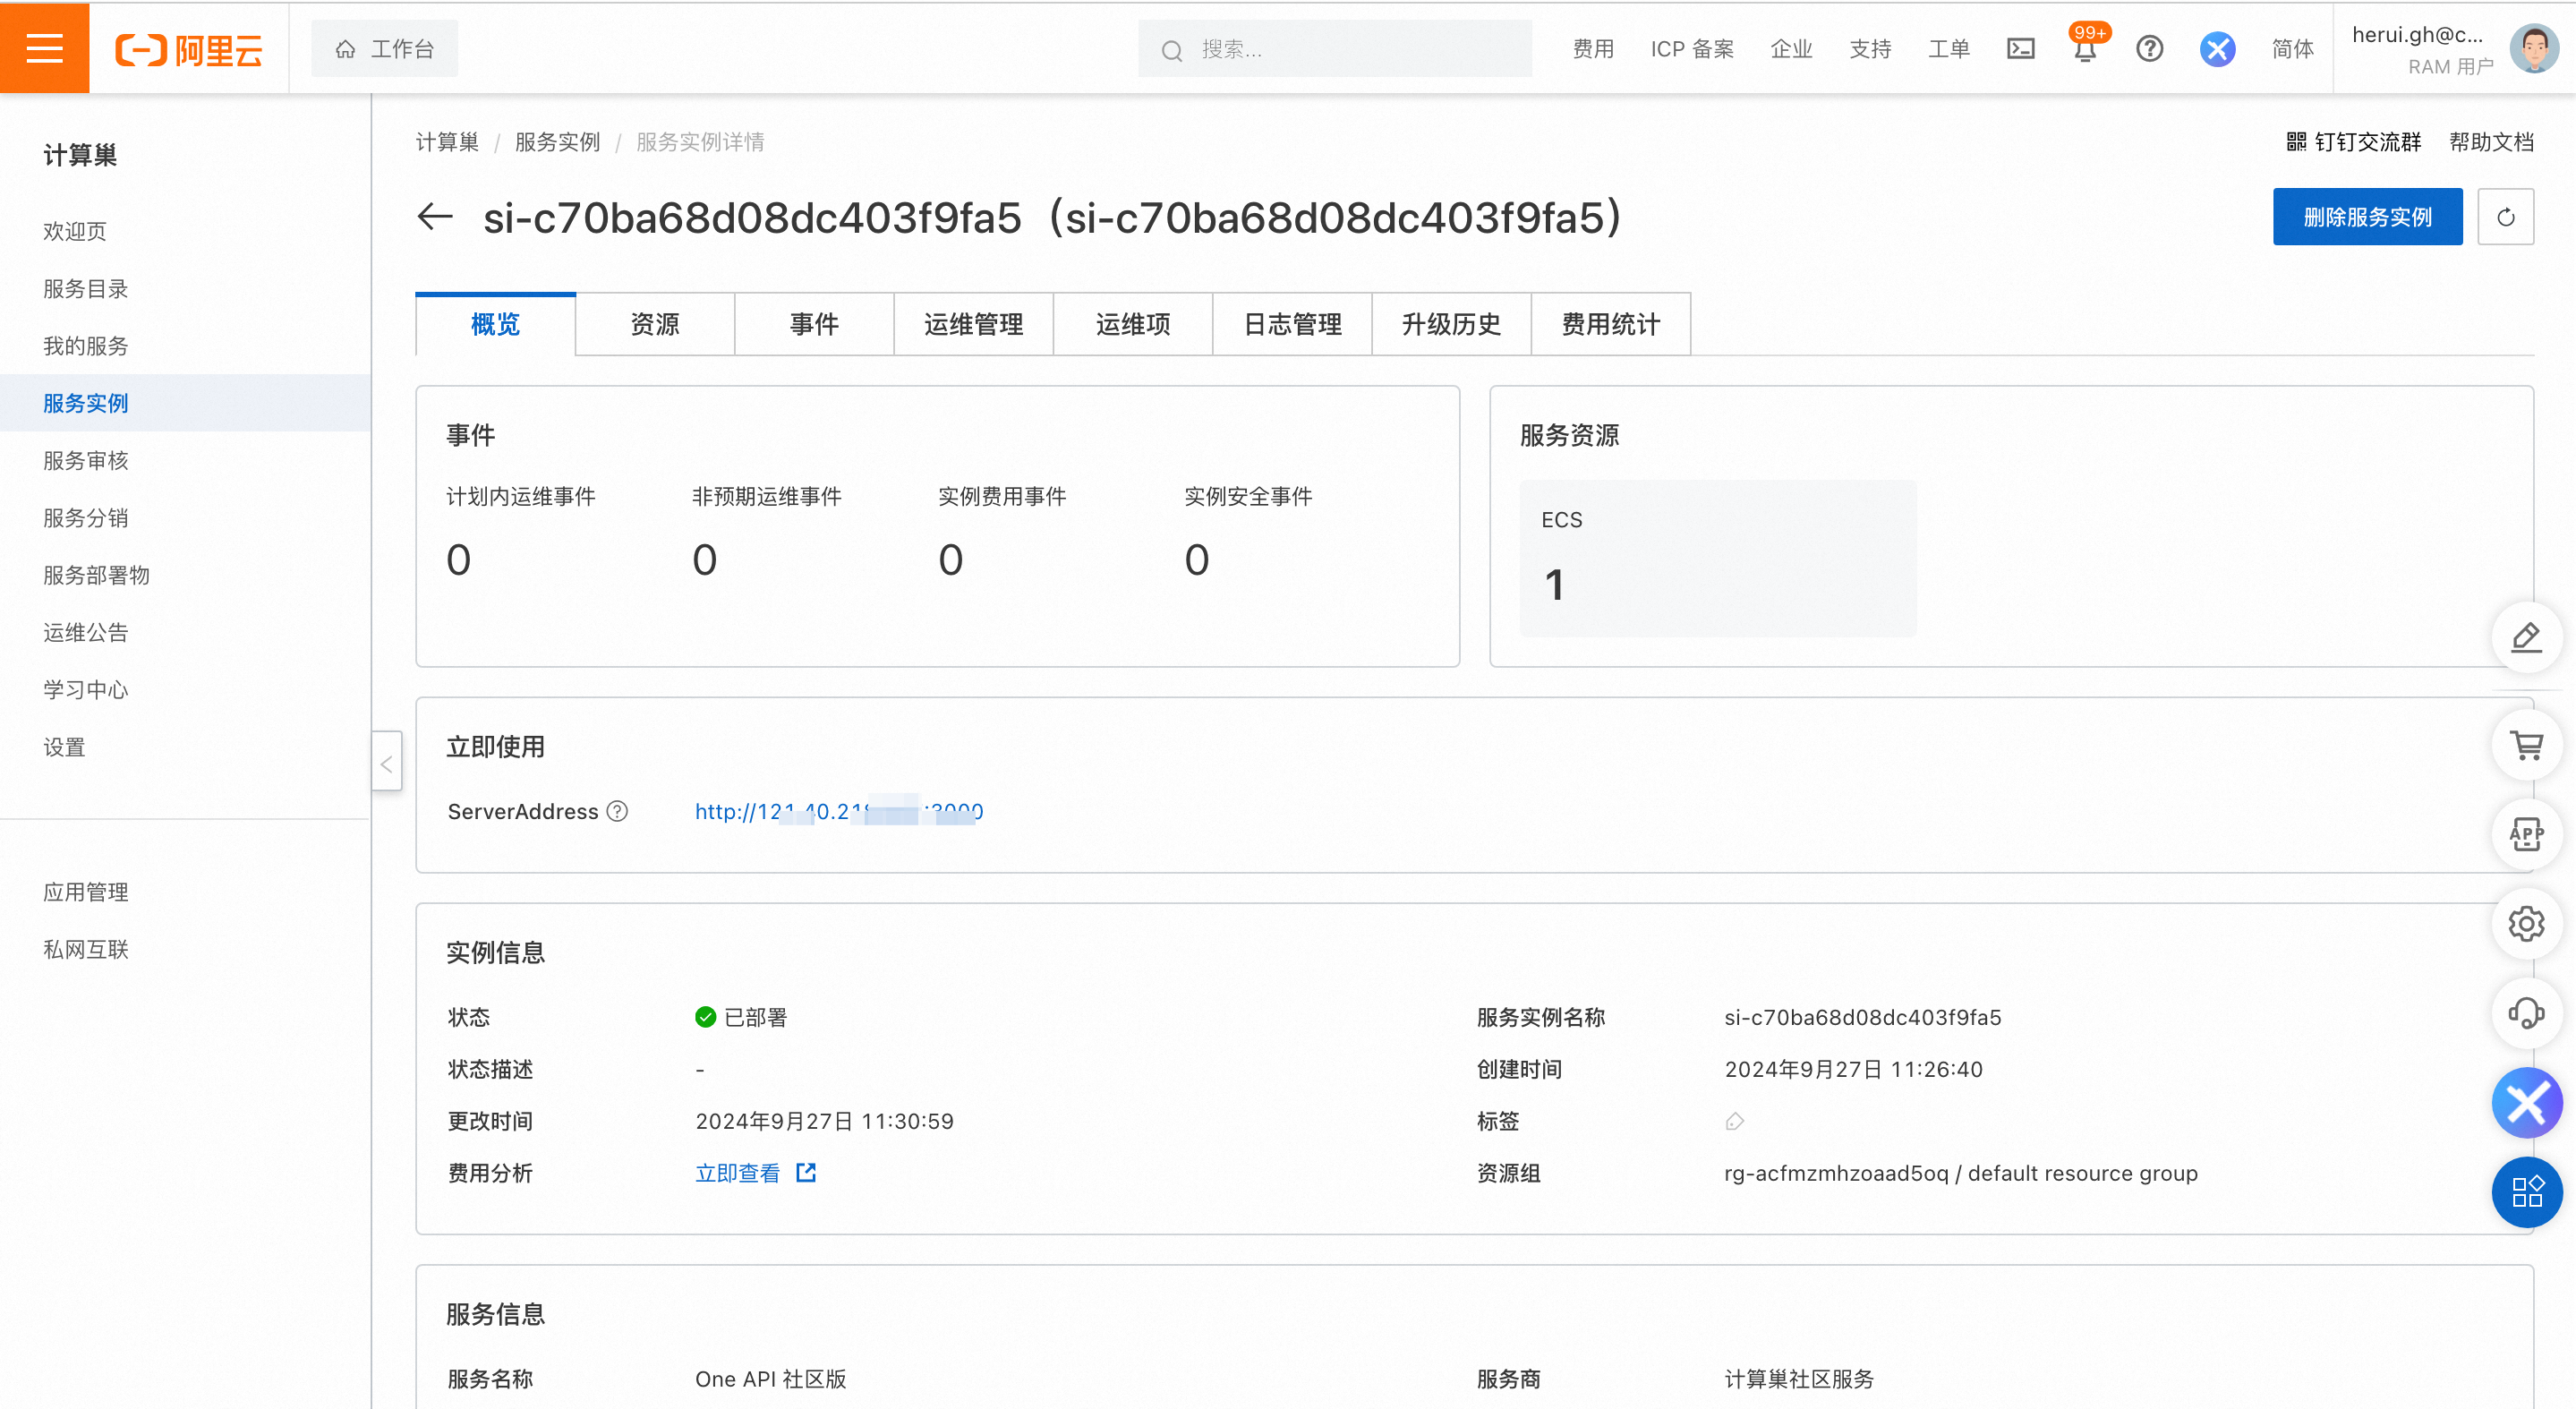 阿里云
工作台
搜索...
费用
ICP 备案
企业
支持
工单
99+
简体
herui.gh@c...
RAM 用户
计算巢
欢迎页
服务目录
我的服务
服务实例
服务审核
服务分销
服务部署物
运维公告
学习中心
设置
应用管理
私网互联
计算巢 / 服务实例 / 服务实例详情
钉钉交流群 帮助文档
si-c70ba68d08dc403f9fa5（si-c70ba68d08dc403f9fa5）
删除服务实例
概览 资源 事件 运维管理 运维项 日志管理 升级历史 费用统计
事件
计划内运维事件 非预期运维事件 实例费用事件 实例安全事件
0 0 0 0
服务资源
ECS
1
立即使用
ServerAddress
APP
实例信息
状态 已部署
服务实例名称 si-c70ba68d08dc403f9fa5
状态描述 -
创建时间 2024年9月27日 11:26:40
更改时间 2024年9月27日 11:30:59
标签
费用分析 立即查看
资源组 rg-acfmzmhzoaad5oq / default resource group
服务信息
服务名称 One API 社区版
服务商 计算巢社区服务